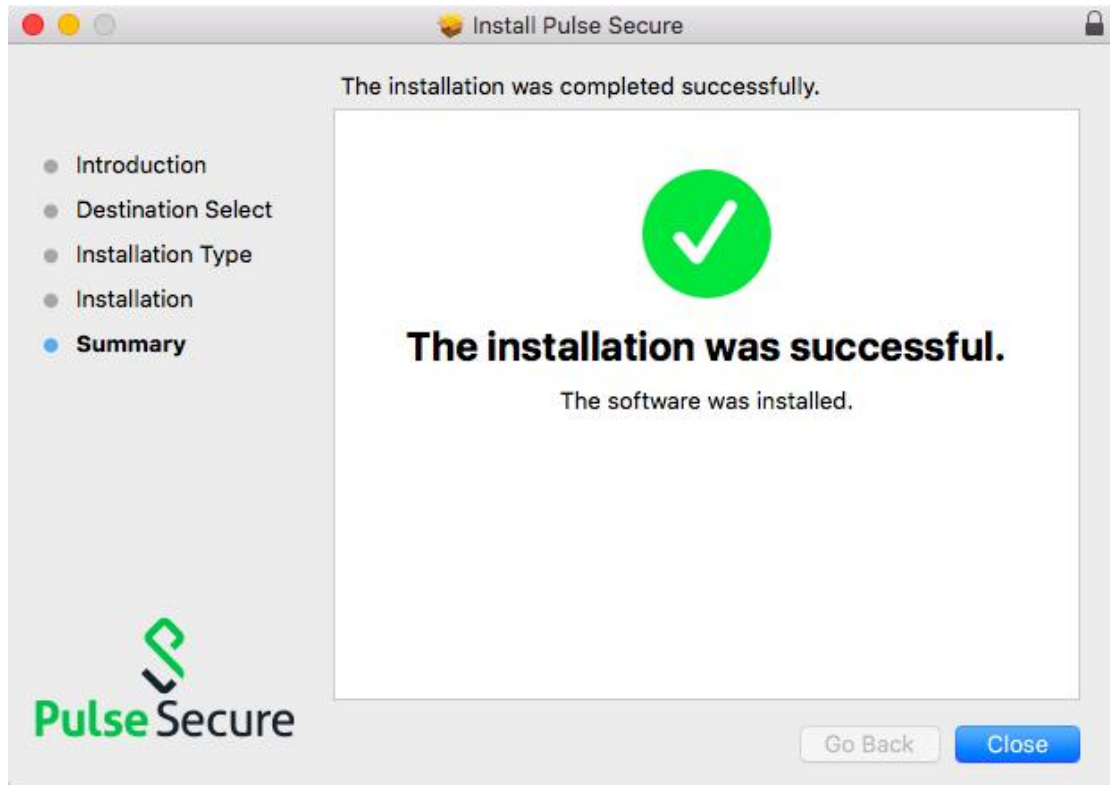 Install Pulse Secure
The installation was completed successfully.
Introduction
Destination Select
Installation Type
Installation
Summary
The installation was successful.
The software was installed.
Pulse Secure
Go Back
Close